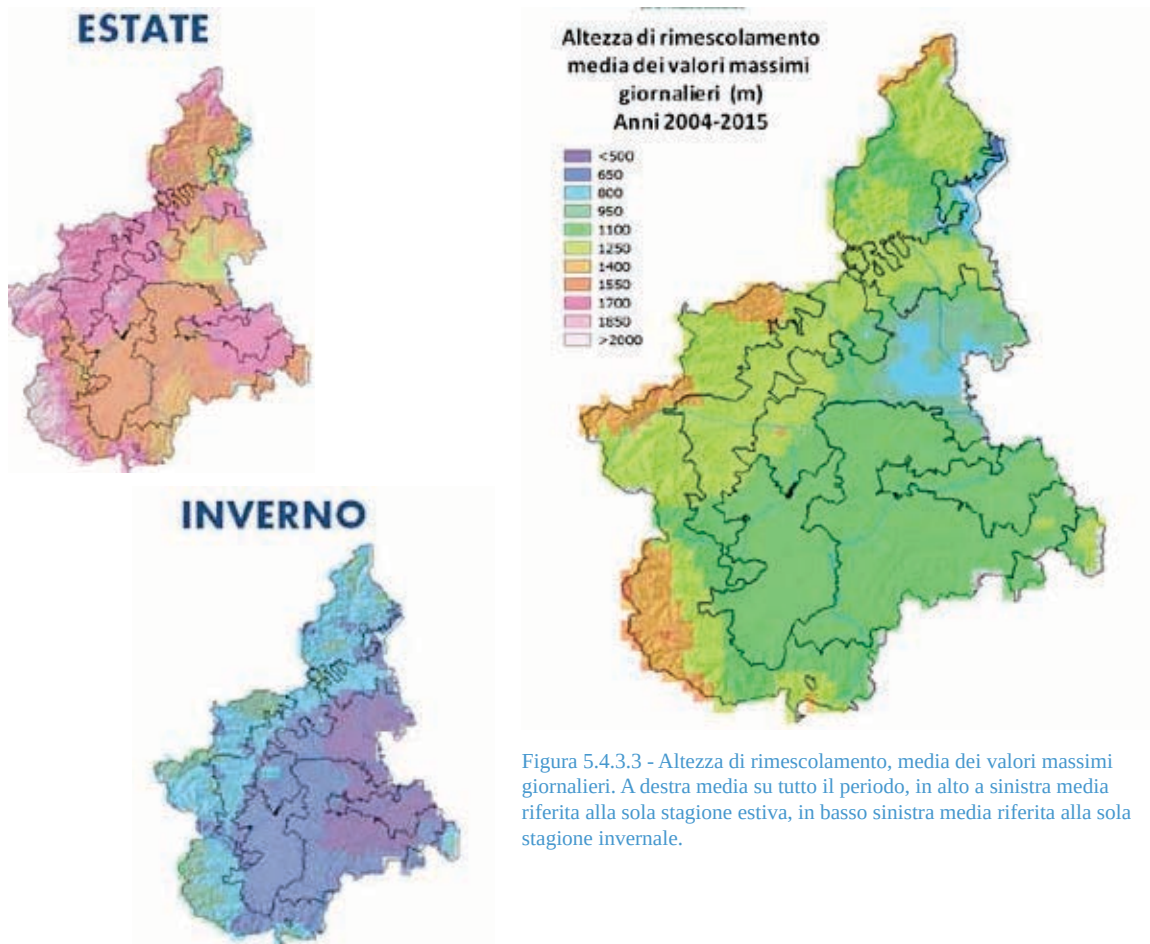 ESTATE
Altezza di rimescolamento
media dei valori massimi
giornalieri (m)
Anni 2004-2015
<500
650
800
950
1100
1250
1400
1550
1700
1850
>2000
INVERNO
Figura 5.4.3.3 - Altezza di rimescolamento, media dei valori massimi
giornalieri. A destra media su tutto il periodo, in alto a sinistra media
riferita alla sola stagione estiva, in basso sinistra media riferita alla sola
stagione invernale.